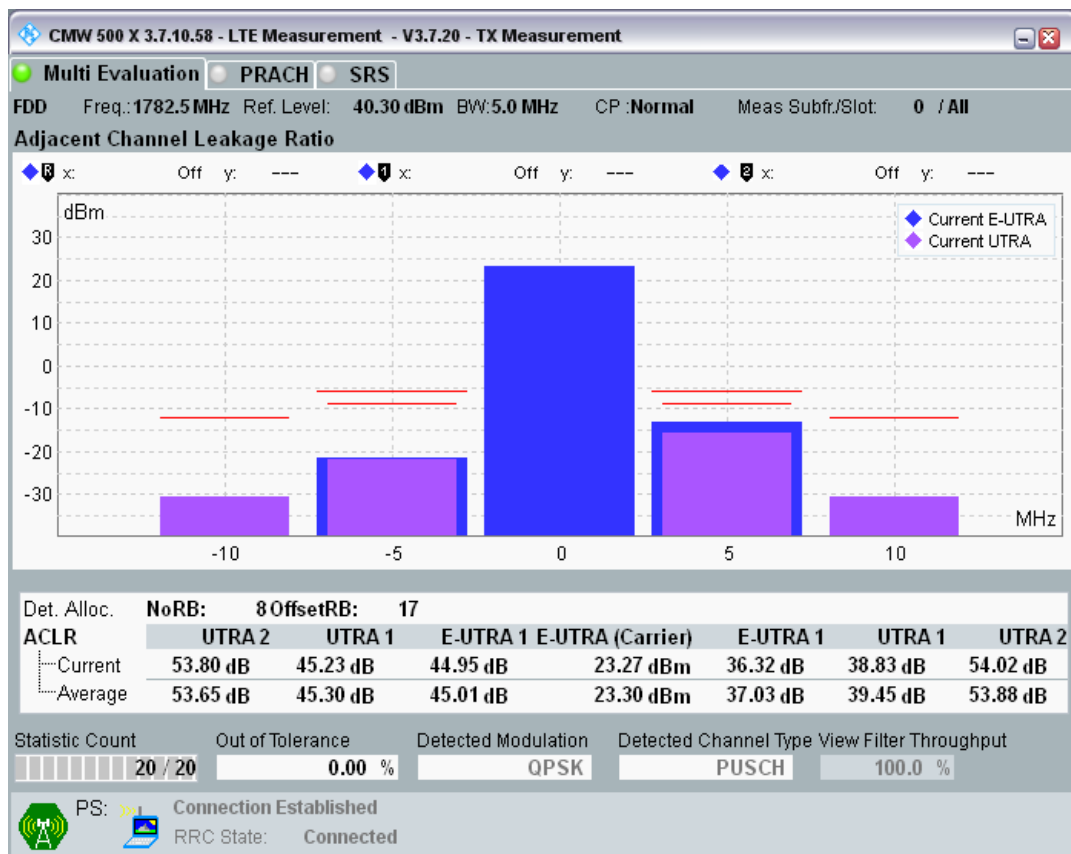 CMW 500 X 3.7.10.58 - LTE Measurement - V3.7.20 - TX Measurement
Multi Evaluation PRACH SRS
FDD Freq.:1782.5 MHz Ref. Level: 40.30 dBm BW:5.0 MHz CP :Normal Meas Subfr./Slot: 0 / All
Adjacent Channel Leakage Ratio
R x: Off y: --- 1 x: Off y: --- 2 x: Off y: ---
dBm
Current E-UTRA
Current UTRA
30
20
10
0
-10
-20
-30
MHz
-10 -5 0 5 10
Det. Alloc. NoRB: 8 OffsetRB: 17
ACLR UTRA 2 UTRA 1 E-UTRA 1 E-UTRA (Carrier) E-UTRA 1 UTRA 1 UTRA 2
Current 53.80 dB 45.23 dB 44.95 dB 23.27 dBm 36.32 dB 38.83 dB 54.02 dB
Average 53.65 dB 45.30 dB 45.01 dB 23.30 dBm 37.03 dB 39.45 dB 53.88 dB
Statistic Count Out of Tolerance Detected Modulation Detected Channel Type View Filter Throughput
20 / 20 0.00 % QPSK PUSCH 100.0 %
PS: Connection Established
RRC State: Connected